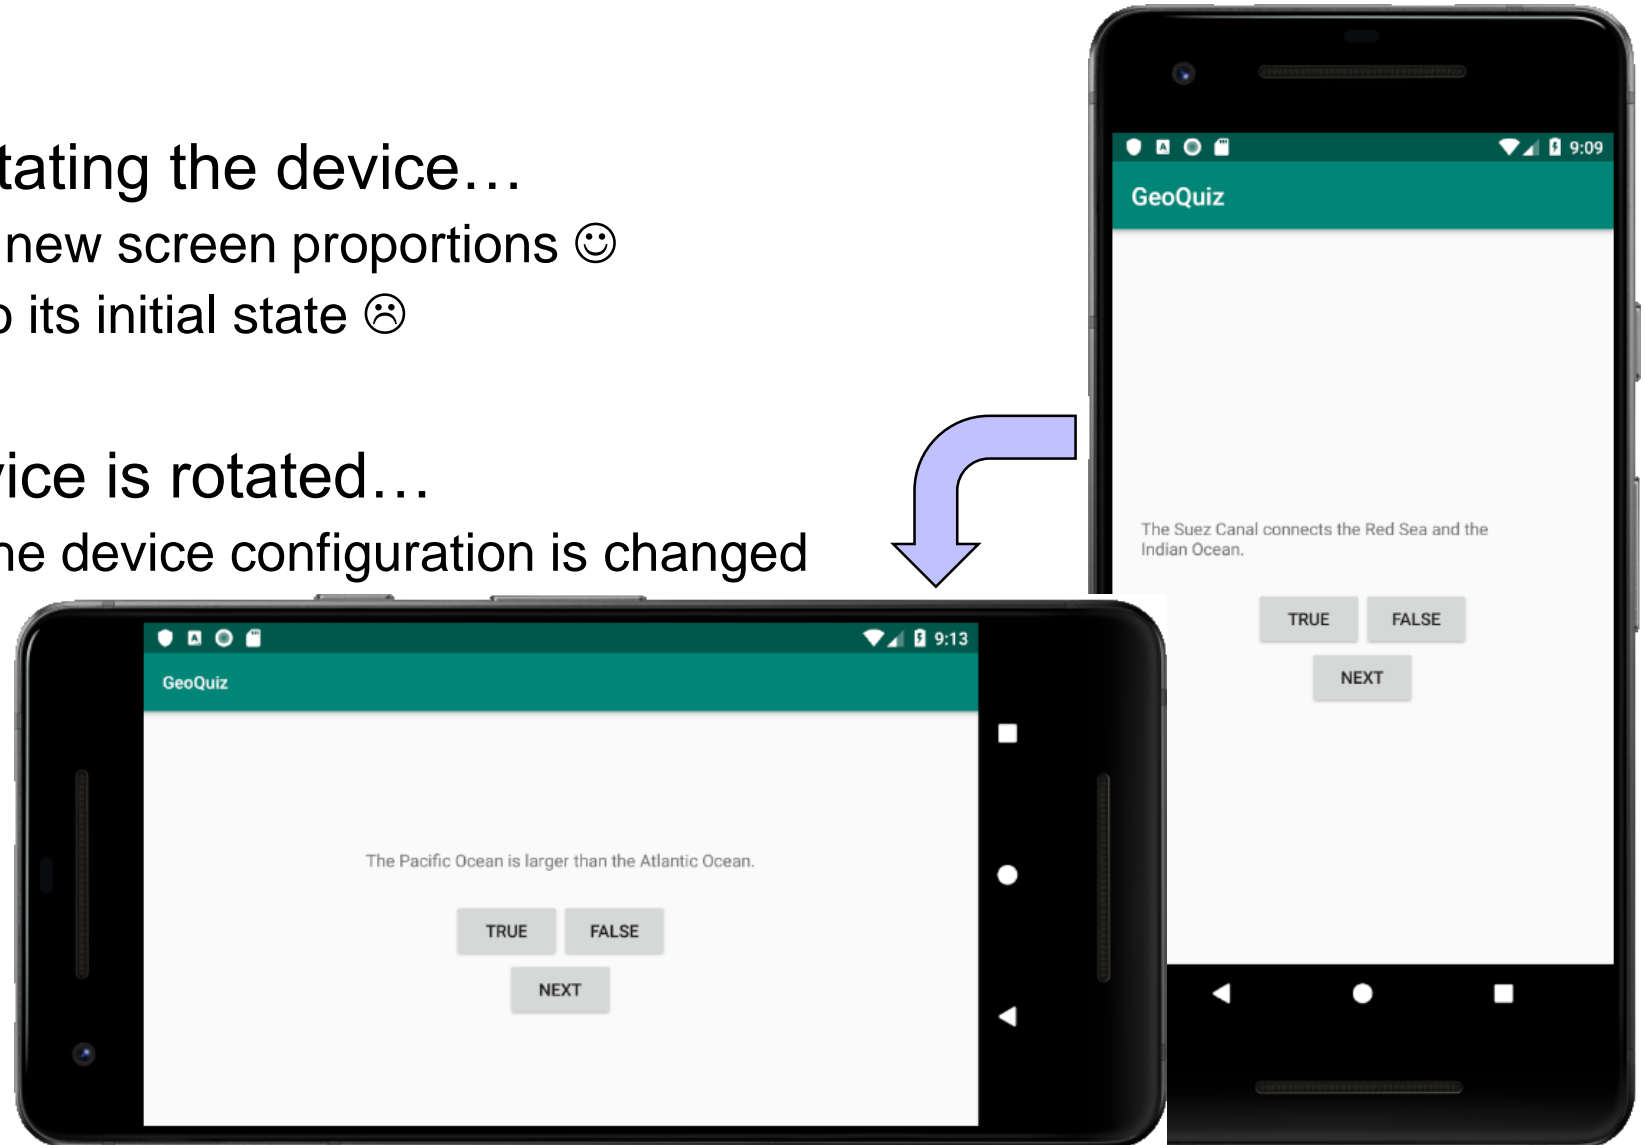 tating the device…
new screen proportions ☺
o its initial state ☹
vice is rotated…
he device configuration is changed
9:09
GeoQuiz
The Suez Canal connects the Red Sea and the
Indian Ocean.
TRUE FALSE
NEXT
9:13
GeoQuiz
The Pacific Ocean is larger than the Atlantic Ocean.
TRUE FALSE
NEXT